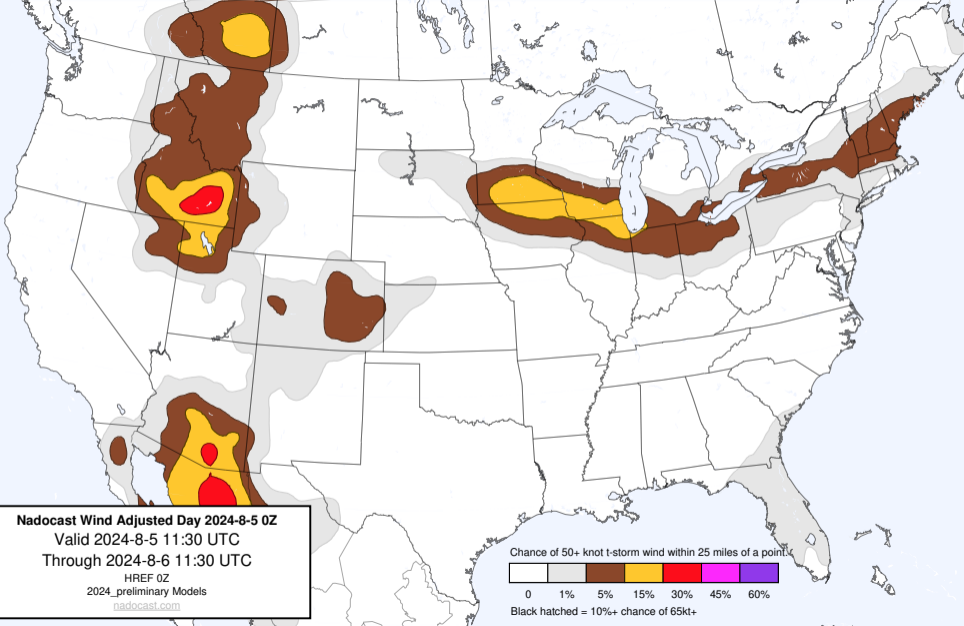 Nadocast Wind Adjusted Day 2024-8-5 0Z
Valid 2024-8-5 11:30 UTC
Through 2024-8-6 11:30 UTC
HREF 0Z
2024_preliminary Models
nadocast.com
Chance of 50+ knot t-storm wind within 25 miles of a point.
0 1% 5% 15% 30% 45% 60%
Black hatched = 10%+ chance of 65kt+